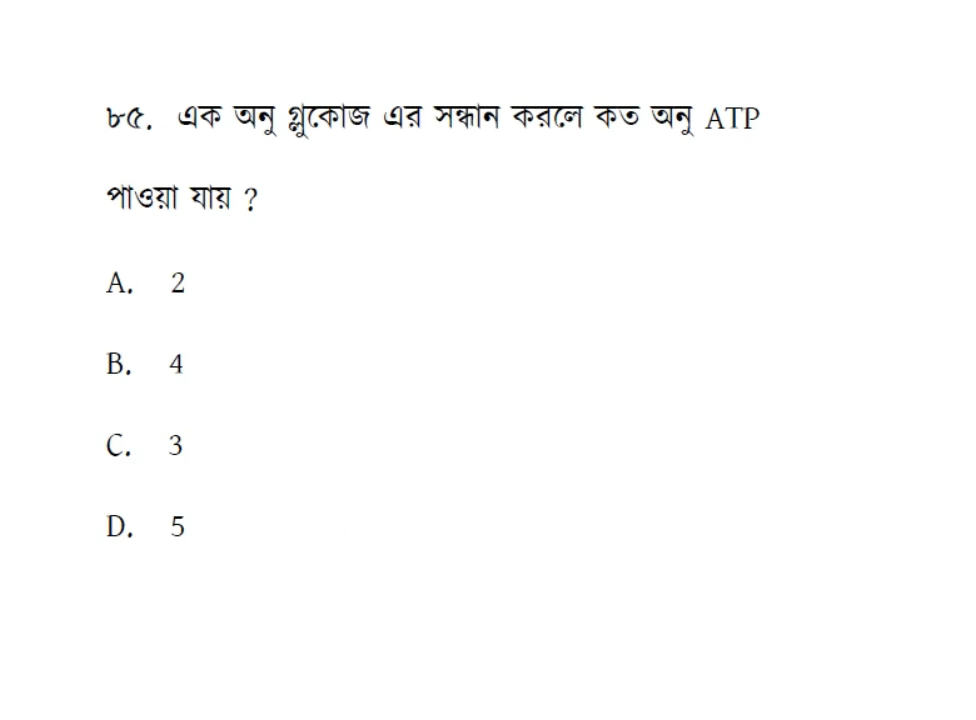 ৮৫. এক অনু গ্লুকোজ এর সন্ধান করলে কত অনু ATP
পাওয়া যায় ?
A. 2
B. 4
C. 3
D. 5